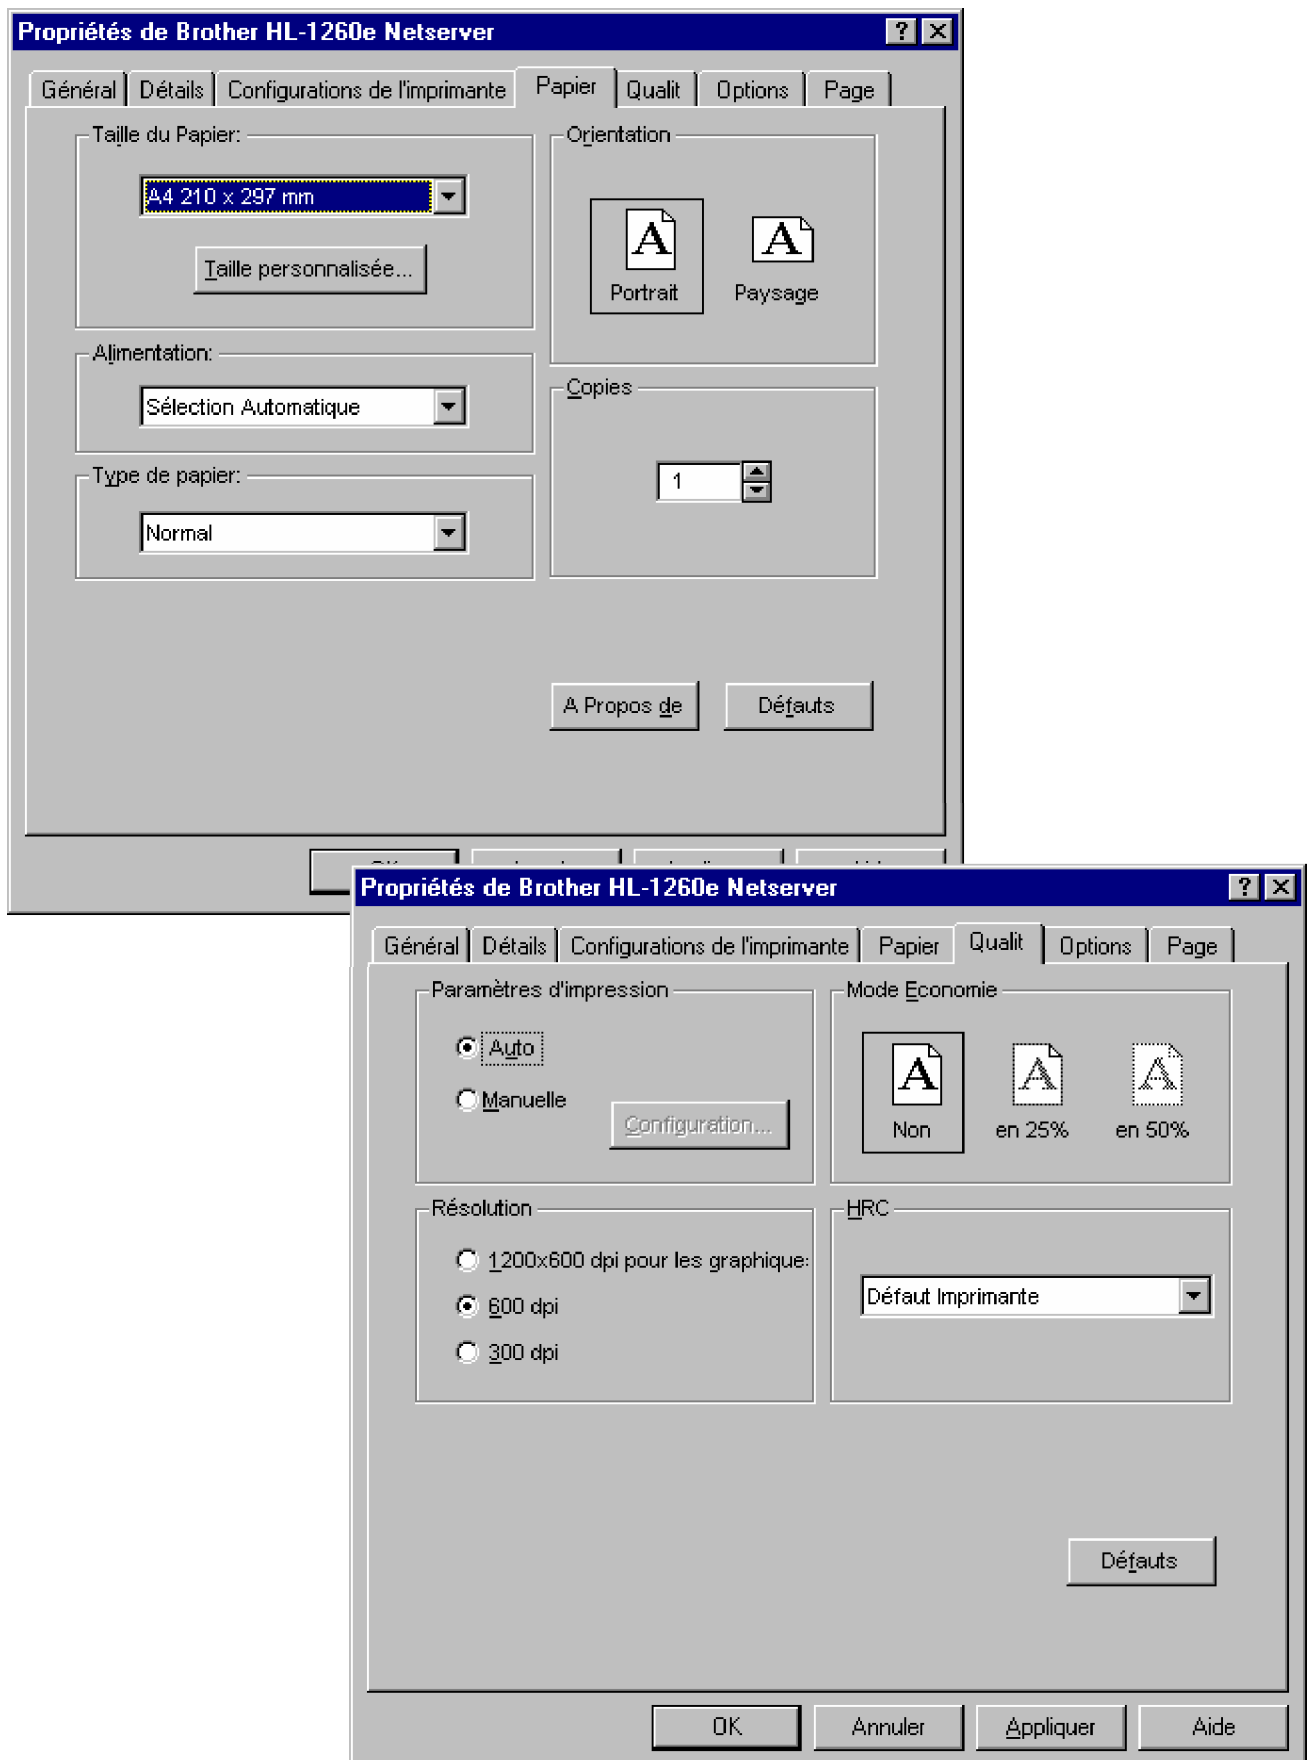 Propriétés de Brother HL-1260e Netserver
Général Détails Configurations de l'imprimante Papier Qualit Options Page
Taille du Papier:
A4 210 x 297 mm
Taille personnalisée...
Orientation
A A
Portrait Paysage
Alimentation:
Sélection Automatique
Copies
1
Type de papier:
Normal
A Propos de Défauts
Propriétés de Brother HL-1260e Netserver
Général Détails Configurations de l'imprimante Papier Qualit Options Page
Paramètres d'impression
Auto
Manuelle
Configuration...
Mode Economie
A A A
Non en 25% en 50%
Résolution
1200x600 dpi pour les graphique
600 dpi
300 dpi
HRC
Défaut Imprimante
Défauts
OK Annuler Appliquer Aide